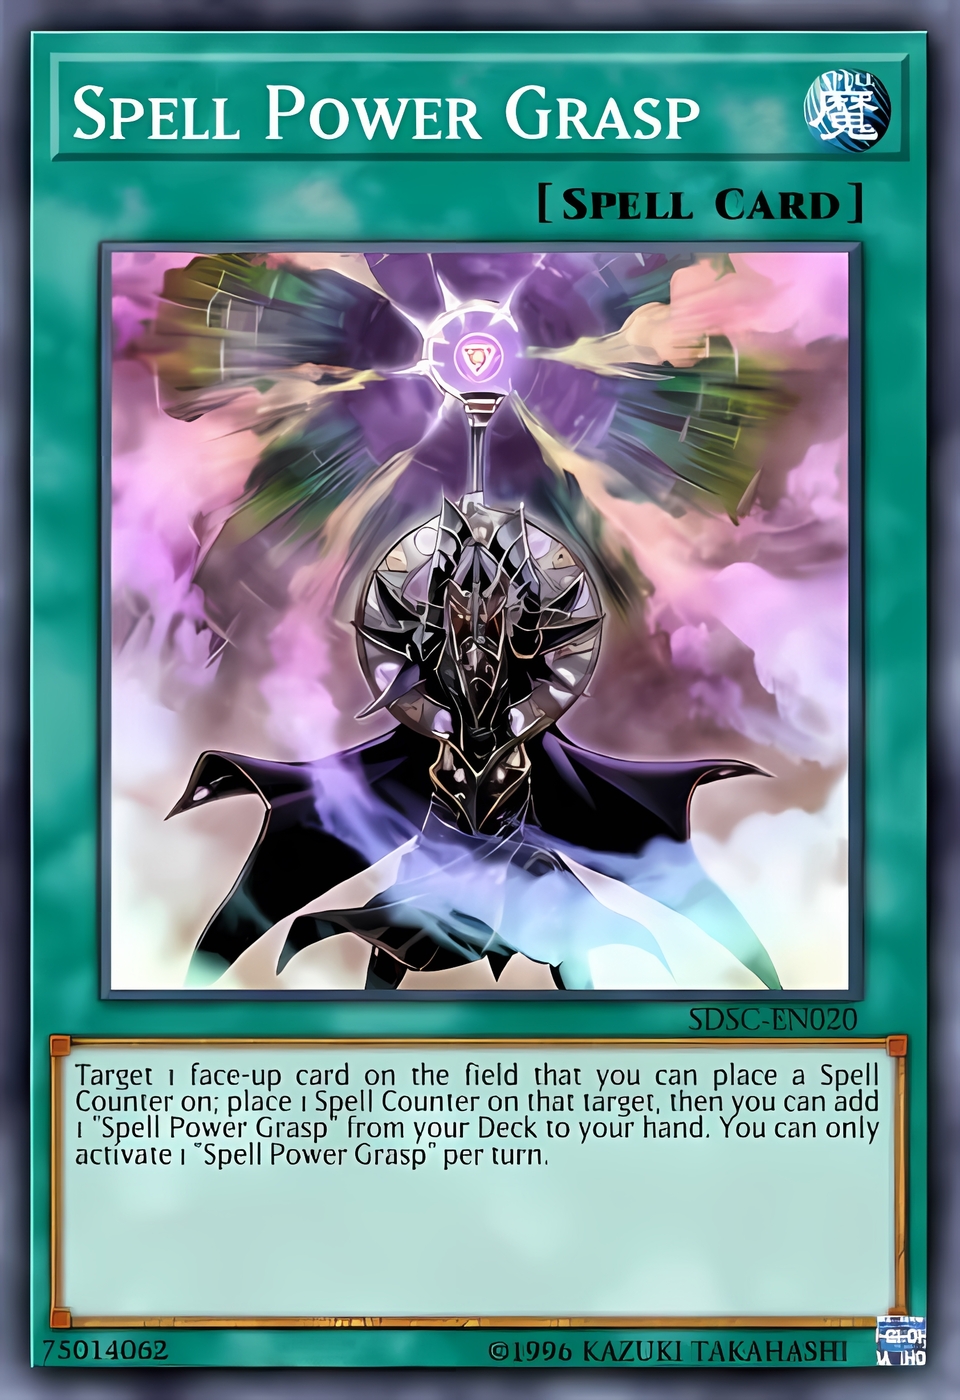 SPELL POWER GRASP
魔
[SPELL CARD]
SDSC-EN020
Target 1 face-up card on the field that you can place a Spell
Counter on; place 1 Spell Counter on that target, then you can add
1 "Spell Power Grasp" from your Deck to your hand. You can only
activate 1 "Spell Power Grasp" per turn.
75014062
©1996 KAZUKI TAKAHASHI